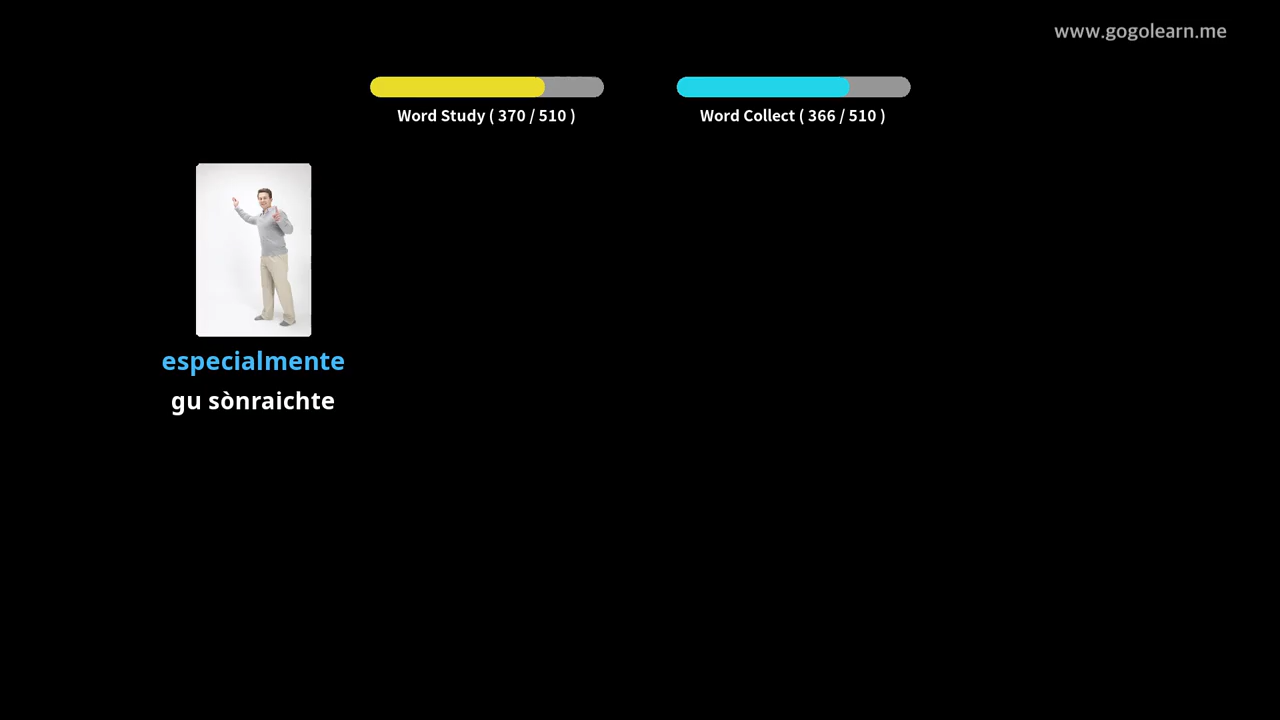 www.gogolearn.me
Word Study ( 370 / 510 )
Word Collect ( 366 / 510 )
especialmente
gu sònraichte